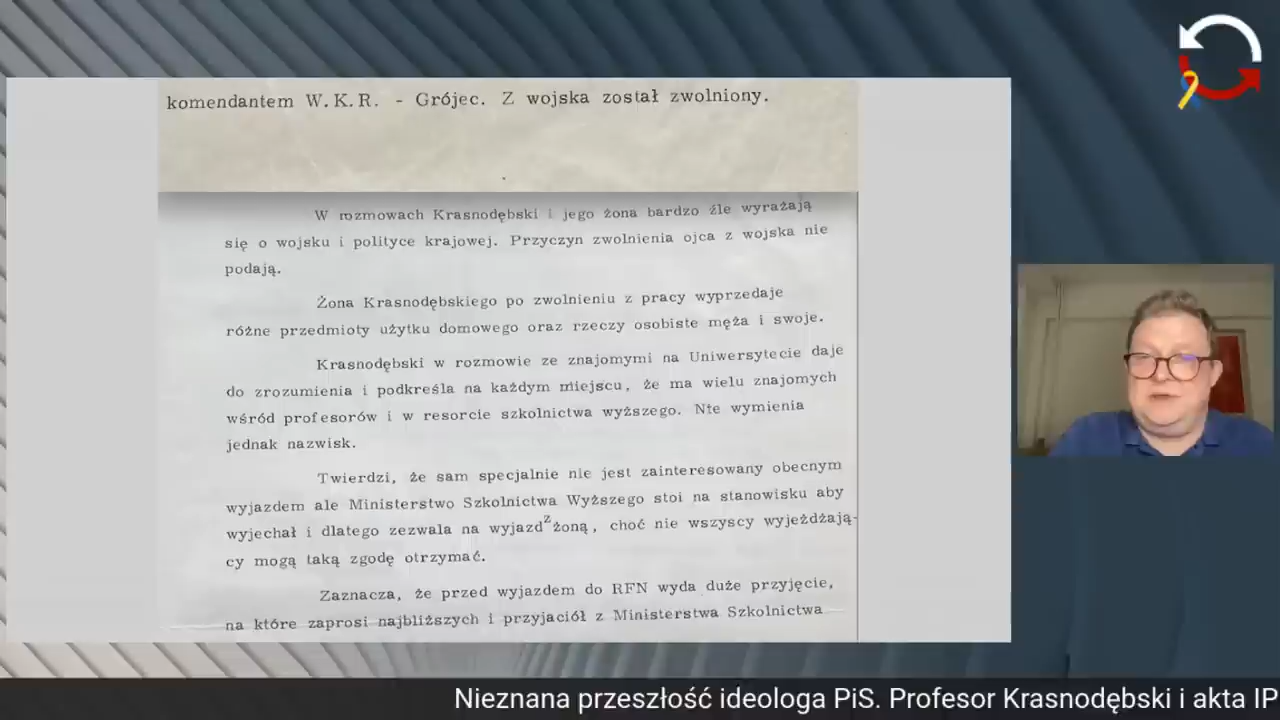 komendantem W.K.R. - Grójec. Z wojska został zwolniony.
W rozmowach Krasnodębski i jego żona bardzo źle wyrażają
się o wojsku i polityce krajowej. Przyczyn zwolnienia ojca z wojska nie
podają.
Żona Krasnodębskiego po zwolnieniu z pracy wyprzedaje
różne przedmioty użytku domowego oraz rzeczy osobiste męża i swoje.
Krasnodębski w rozmowie ze znajomymi na Uniwersytecie daje
do zrozumienia i podkreśla na każdym miejscu, że ma wielu znajomych
wśród profesorów i w resorcie szkolnictwa wyższego. Nie wymienia
jednak nazwisk.
Twierdzi, że sam specjalnie nie jest zainteresowany obecnym
wyjazdem ale Ministerstwo Szkolnictwa Wyższego stoi na stanowisku aby
wyjechał i dlatego zezwala na wyjazd z żoną, choć nie wszyscy wyjeżdżają-
cy mogą taką zgodę otrzymać.
Zaznacza, że przed wyjazdem do RFN wyda duże przyjęcie,
na które zaprosi najbliższych i przyjaciół z Ministerstwa Szkolnictwa
Nieznana przeszłość ideologa PiS. Profesor Krasnodębski i akta IP